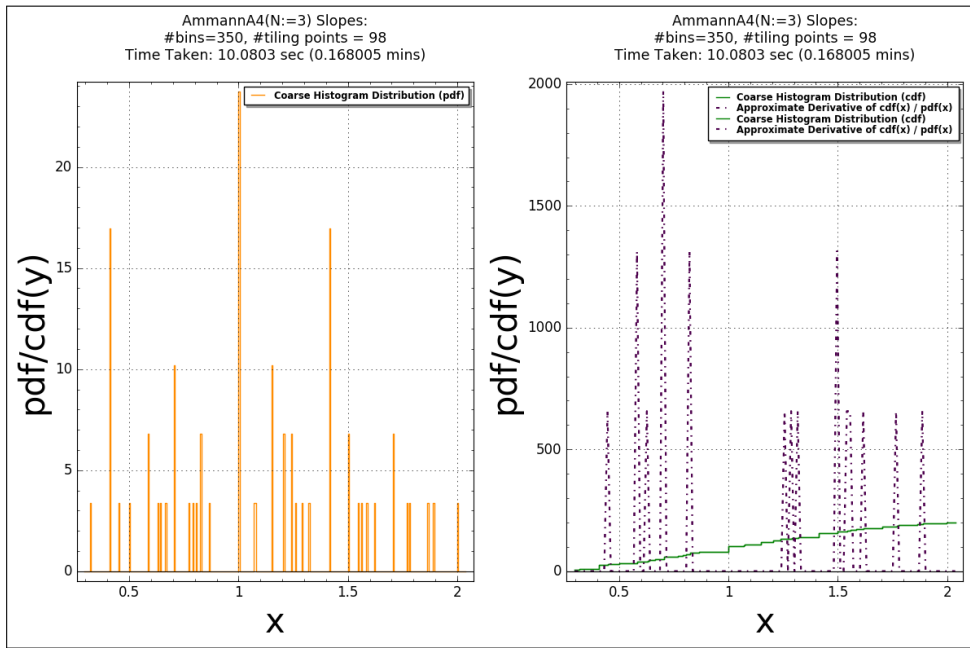 AmmannA4(N:=3) Slopes:
#bins=350, #tiling points = 98
Time Taken: 10.0803 sec (0.168005 mins)
Coarse Histogram Distribution (pdf)
pdf/cdf(y)
20
15
10
5
0
0.5
1
1.5
2
x
AmmannA4(N:=3) Slopes:
#bins=350, #tiling points = 98
Time Taken: 10.0803 sec (0.168005 mins)
Coarse Histogram Distribution (cdf)
Approximate Derivative of cdf(x) / pdf(x)
Coarse Histogram Distribution (cdf)
Approximate Derivative of cdf(x) / pdf(x)
pdf/cdf(y)
2000
1500
1000
500
0
0.5
1
1.5
2
x